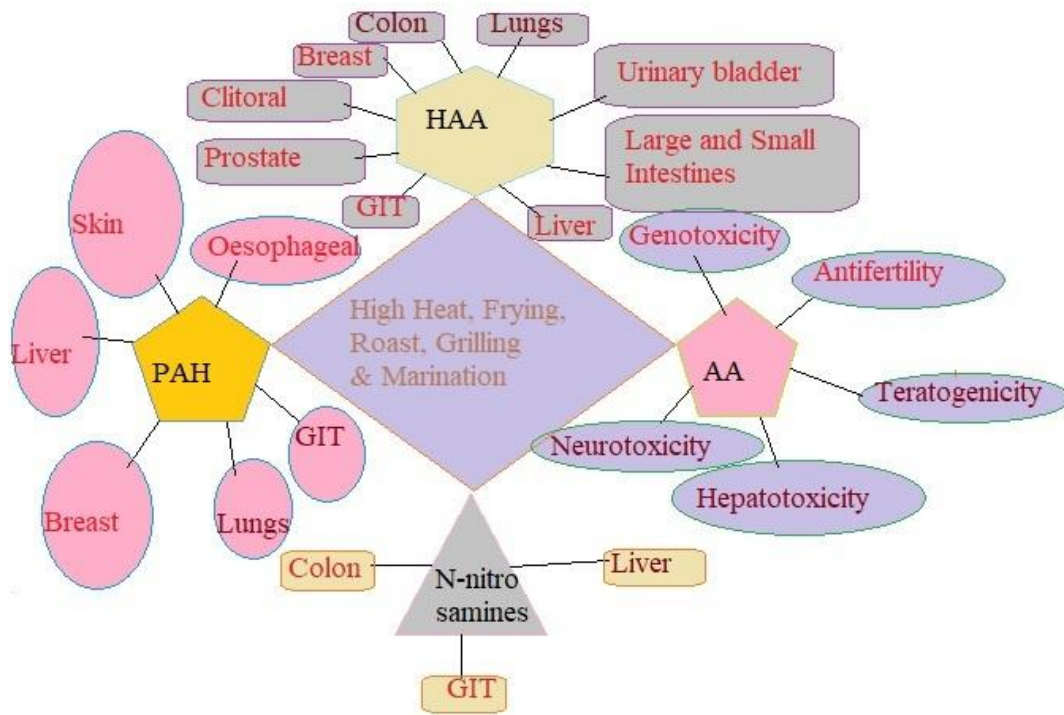 Colon
Lungs
Breast
Urinary bladder
Clitoral
HAA
Large and Small
Intestines
Prostate
GIT
Liver
Skin
Oesophageal
Genotoxicity
Antifertility
High Heat, Frying,
Roast, Grilling
& Marination
Liver
PAH
AA
Teratogenicity
GIT
Neurotoxicity
Hepatotoxicity
Breast
Lungs
Colon
N-nitro
samines
Liver
GIT